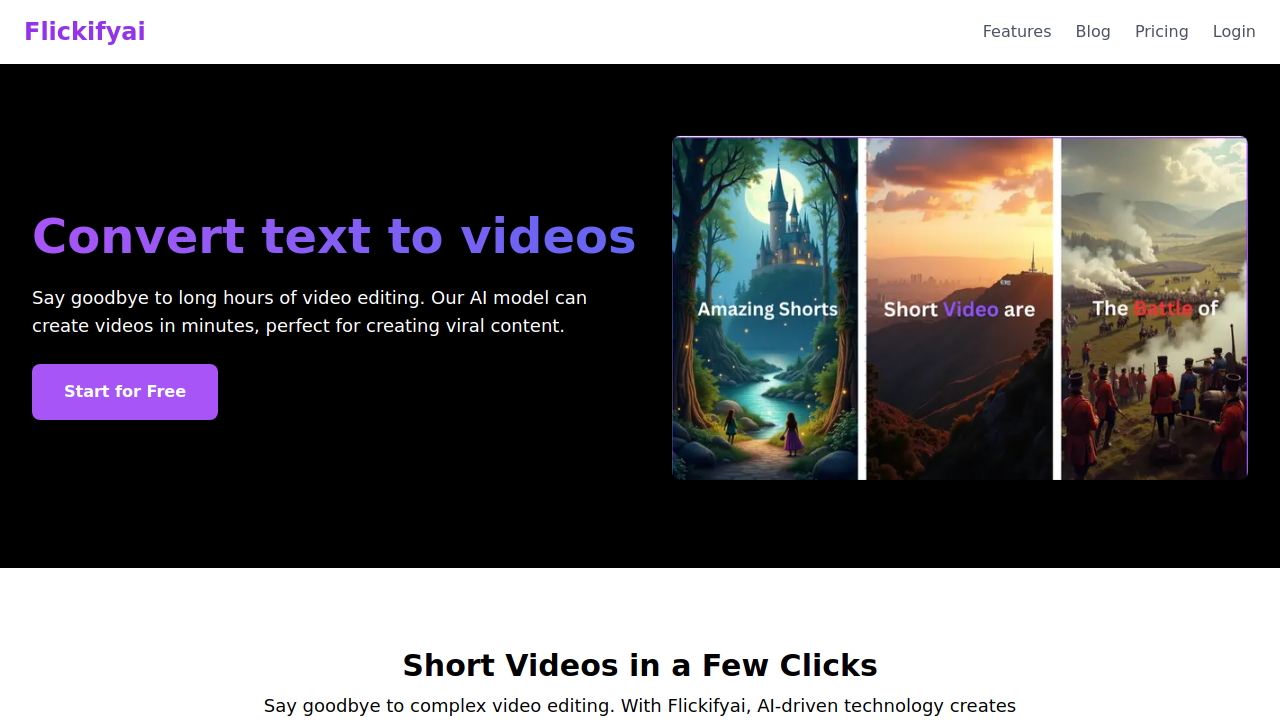 Flickifyai
Features Blog Pricing Login
Convert text to videos
Say goodbye to long hours of video editing. Our AI model can
create videos in minutes, perfect for creating viral content.
Start for Free
Amazing Shorts
Short Video are
The Battle of
Short Videos in a Few Clicks
Say goodbye to complex video editing. With Flickifyai, AI-driven technology creates